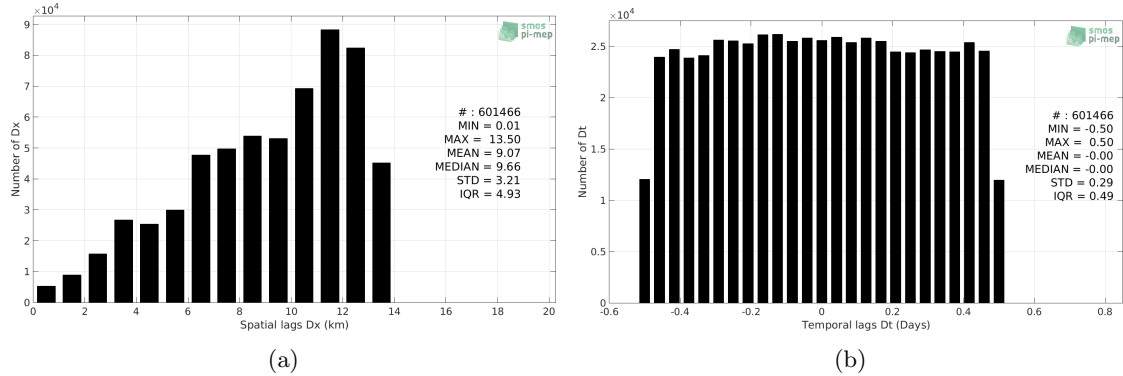 ×10⁴
9
8
7
6
5
4
3
2
1
0
Number of Dx
smos
pi-mep
# : 601466
MIN = 0.01
MAX = 13.50
MEAN = 9.07
MEDIAN = 9.66
STD = 3.21
IQR = 4.93
0 2 4 6 8 10 12 14 16 18 20
Spatial lags Dx (km)
(a)
×10⁴
2.5
2
1.5
1
0.5
0
Number of Dt
smos
pi-mep
# : 601466
MIN = -0.50
MAX = 0.50
MEAN = -0.00
MEDIAN = -0.00
STD = 0.29
IQR = 0.49
-0.6 -0.4 -0.2 0 0.2 0.4 0.6 0.8
Temporal lags Dt (Days)
(b)